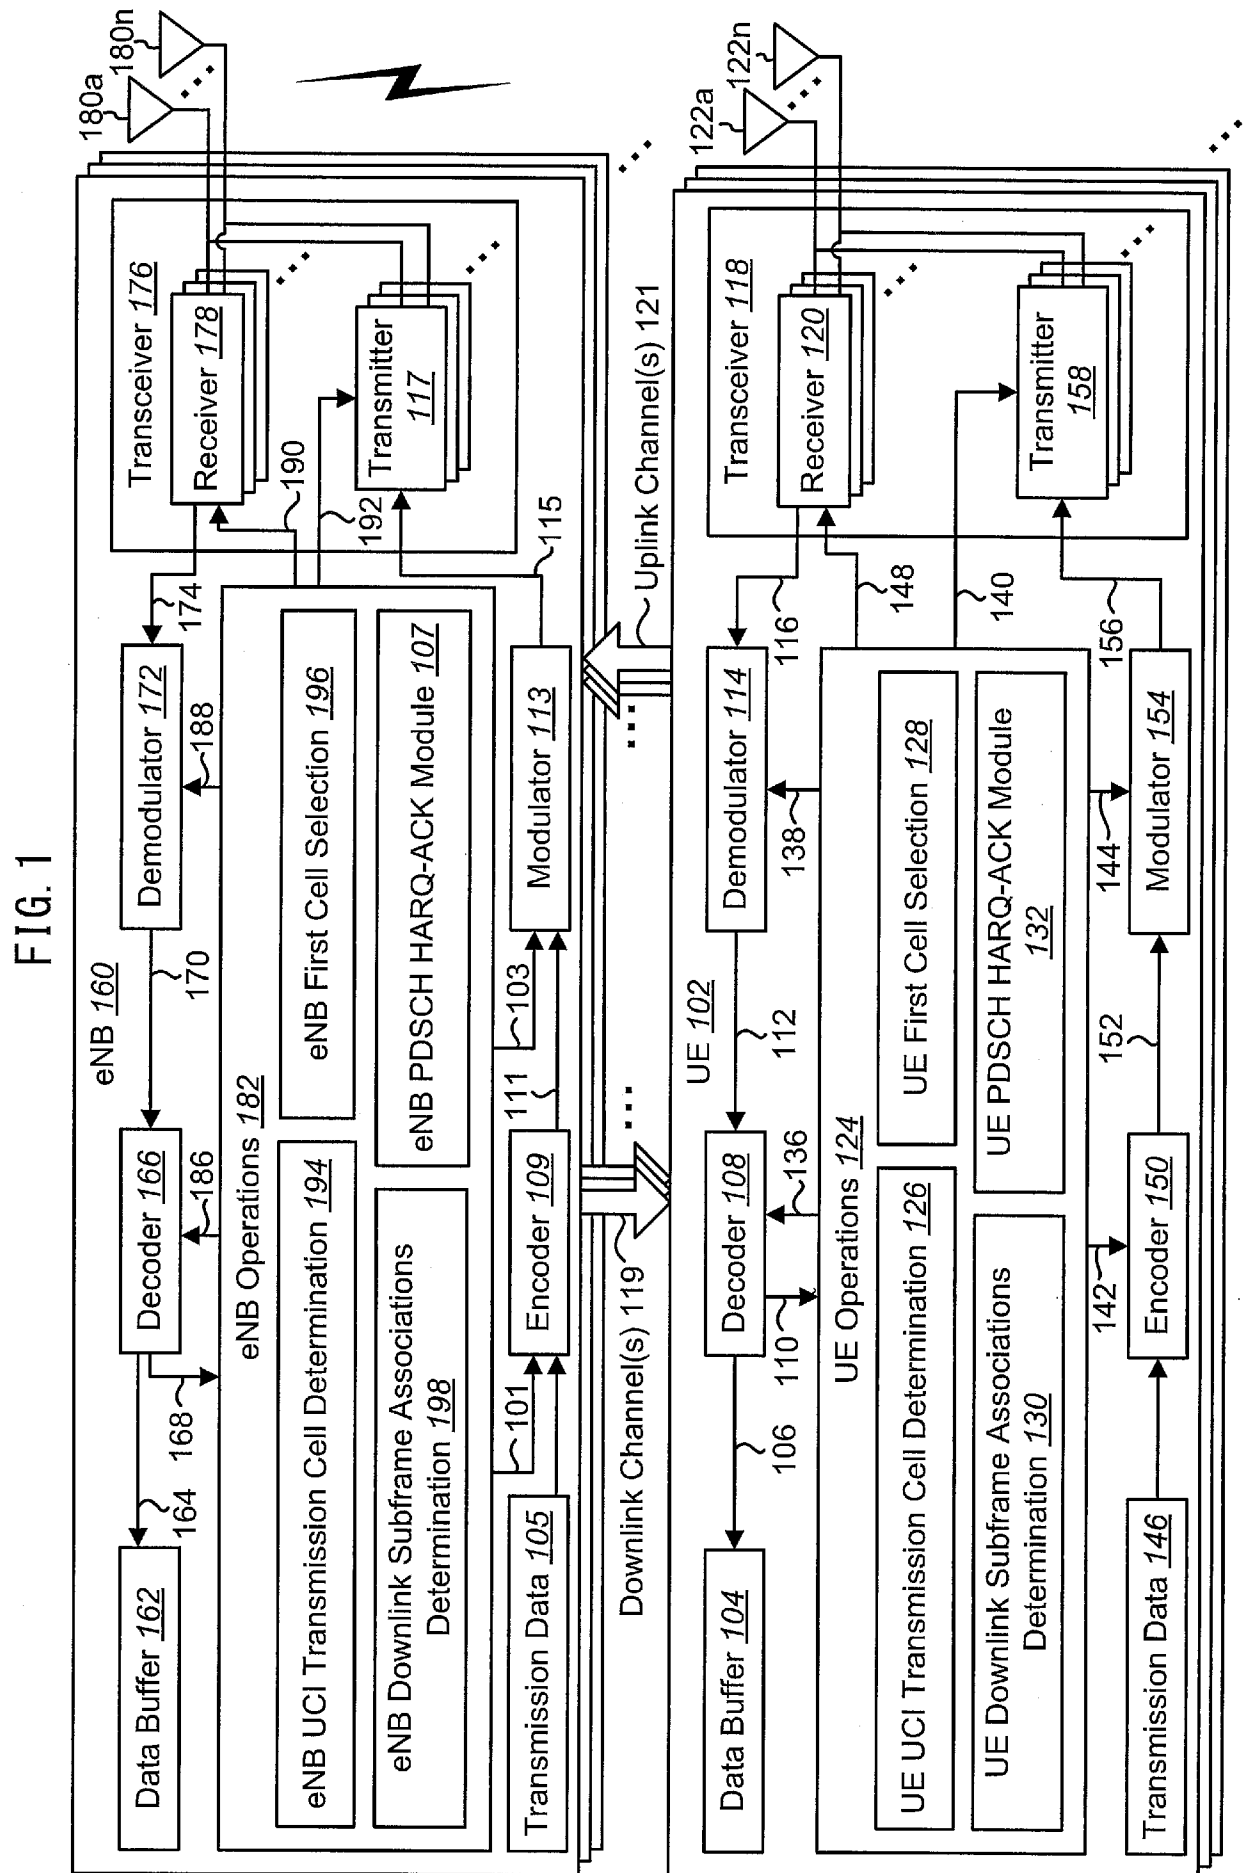 FIG. 1
eNB 160
Data Buffer 162
164
Decoder 166
168
170
186
Demodulator 172
188
174
Transceiver 176
Receiver 178
180a
180n
190
192
Transmitter
117
115
eNB Operations 182
eNB UCI Transmission Cell Determination 194
eNB First Cell Selection 196
eNB Downlink Subframe Associations
Determination 198
eNB PDSCH HARQ-ACK Module 107
101
103
Transmission Data 105
Encoder 109
111
Modulator 113
Downlink Channel(s) 119
Uplink Channel(s) 121
UE 102
Data Buffer 104
106
Decoder 108
110
136
112
Demodulator 114
138
116
Transceiver 118
Receiver 120
122a
122n
148
140
Transmitter
158
156
UE Operations 124
UE UCI Transmission Cell Determination 126
UE First Cell Selection 128
UE Downlink Subframe Associations
Determination 130
UE PDSCH HARQ-ACK Module
132
142
144
Transmission Data 146
Encoder 150
152
Modulator 154